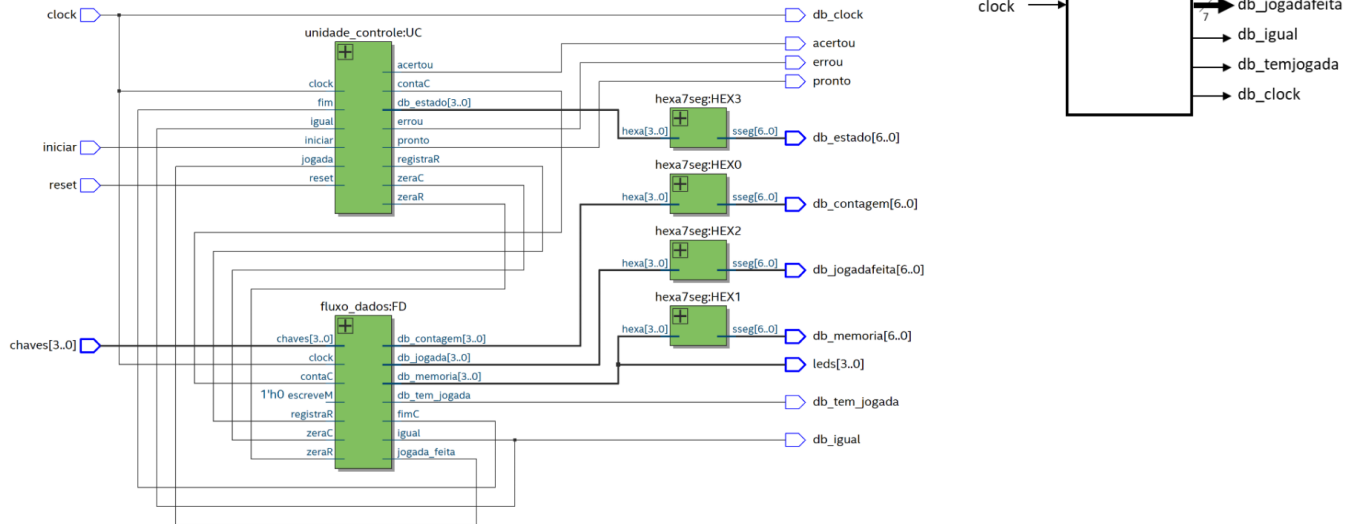 clock
db_clock
unidade_controle:UC
acertou
errou
pronto
acertou
clock
contaC
fim
db_estado[3..0]
igual
errou
iniciar
pronto
jogada
registraR
reset
zeraC
zeraR
iniciar
reset
hexa7seg:HEX3
hexa[3..0]
sseg[6..0]
db_estado[6..0]
hexa7seg:HEX0
hexa[3..0]
sseg[6..0]
db_contagem[6..0]
hexa7seg:HEX2
hexa[3..0]
sseg[6..0]
db_jogadafeita[6..0]
hexa7seg:HEX1
hexa[3..0]
sseg[6..0]
db_memoria[6..0]
leds[3..0]
db_tem_jogada
db_igual
fluxo_dados:FD
chaves[3..0]
chaves[3..0]
db_contagem[3..0]
clock
db_jogada[3..0]
contaC
db_memoria[3..0]
1'h0 escreveM
db_tem_jogada
registraR
fimC
zeraC
igual
zeraR
jogada_feita
clock
db_jogadafeita
7
db_igual
db_temjogada
db_clock